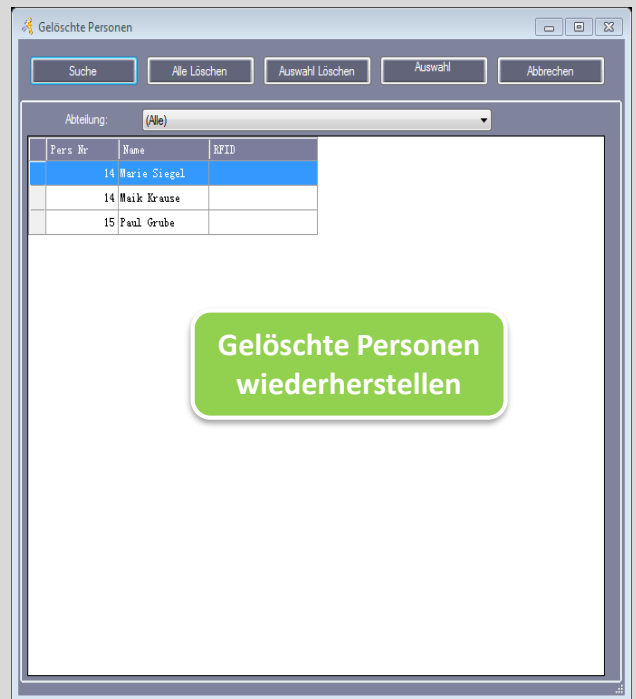 Gelöschte Personen
Suche Alle Löschen Auswahl Löschen Auswahl Abbrechen
Abteilung: (Alle)
Pers Nr Name RFID
14 Marie Siegel
14 Maik Krause
15 Paul Grube
Gelöschte Personen
wiederherstellen